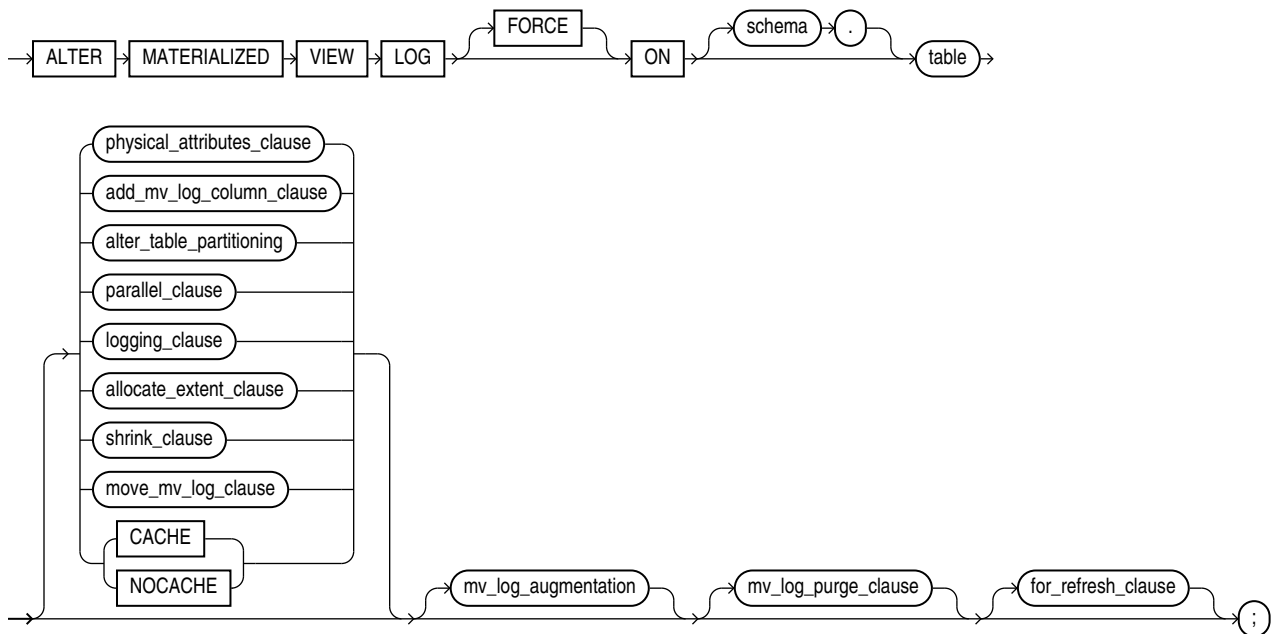 FORCE schema .
ALTER MATERIALIZED VIEW LOG ON table
physical_attributes_clause
add_mv_log_column_clause
alter_table_partitioning
parallel_clause
logging_clause
allocate_extent_clause
shrink_clause
move_mv_log_clause
CACHE
NOCACHE
mv_log_augmentation mv_log_purge_clause for_refresh_clause
;